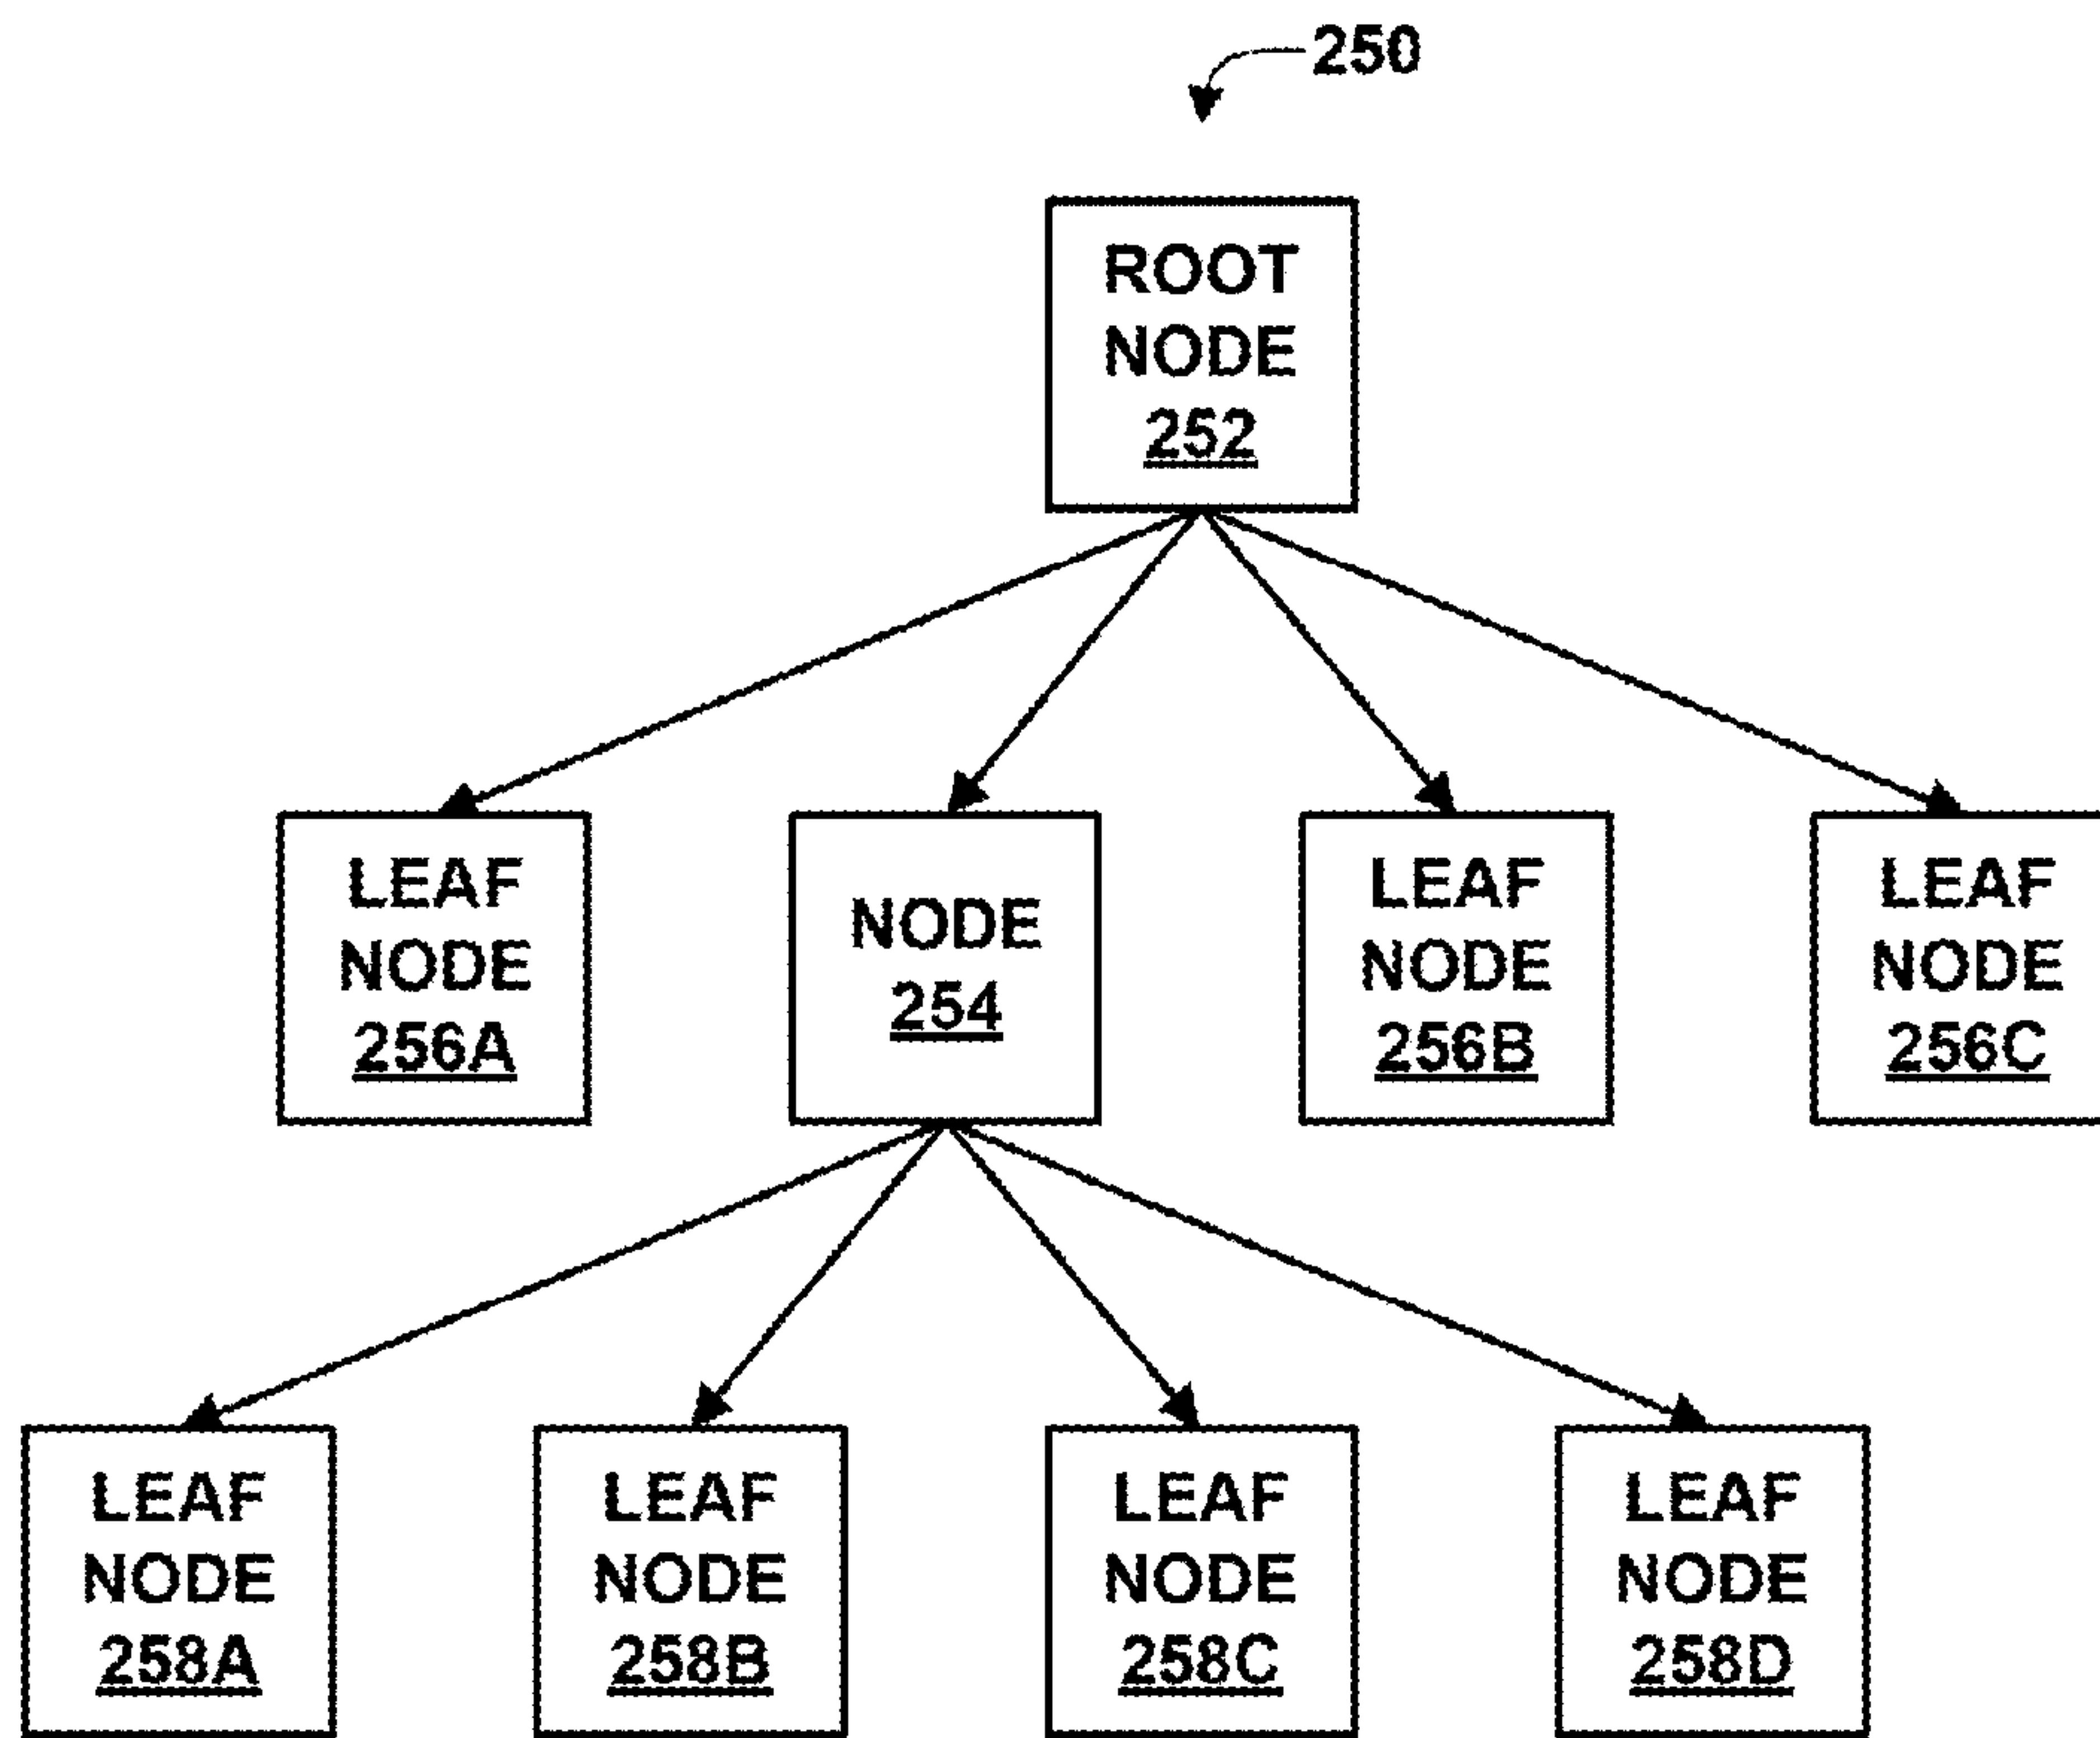 250
ROOT
NODE
252
LEAF
NODE
256A
NODE
254
LEAF
NODE
256B
LEAF
NODE
256C
LEAF
NODE
258A
LEAF
NODE
258B
LEAF
NODE
258C
LEAF
NODE
258D